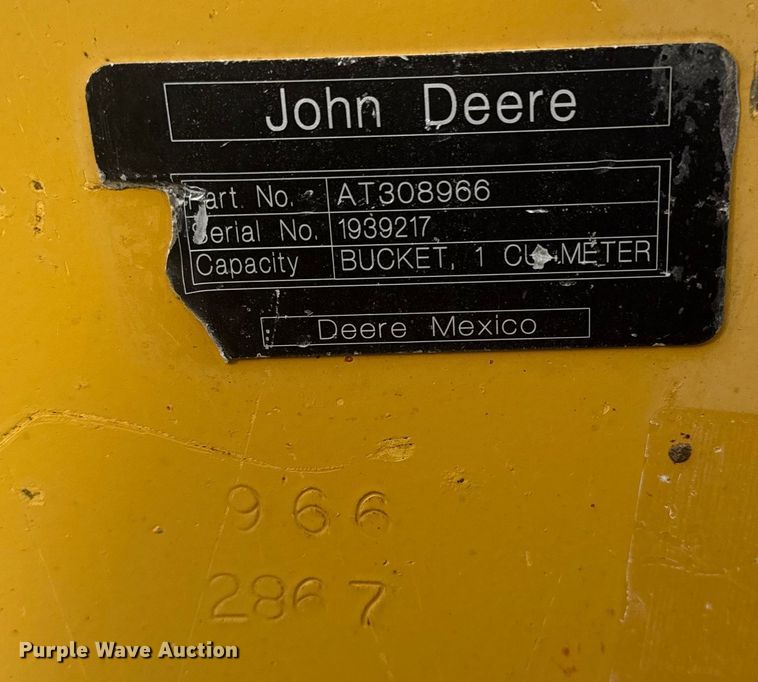 John Deere
Part. No. AT308966
Serial No. 1939217
Capacity BUCKET, 1 CU. METER
Deere Mexico
966
2867
Purple Wave Auction